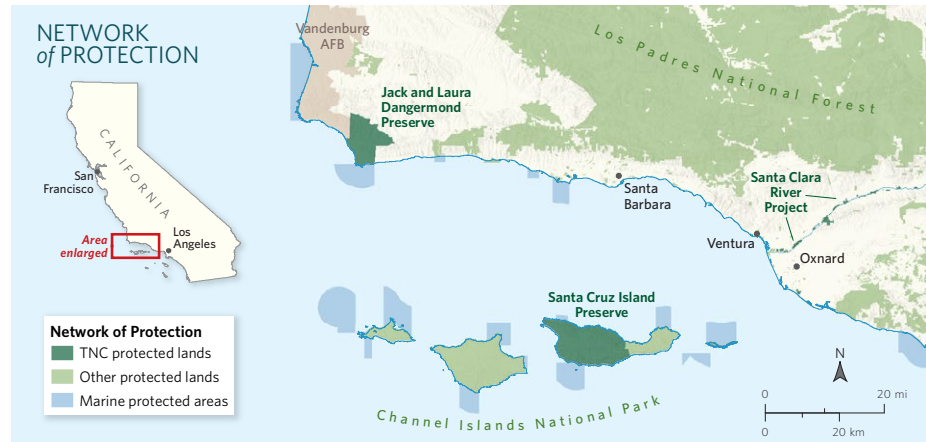 NETWORK
of PROTECTION
CALIFORNIA
San
Francisco
Los
Angeles
Area
enlarged
Network of Protection
TNC protected lands
Other protected lands
Marine protected areas
Vandenburg
AFB
Jack and Laura
Dangermond
Preserve
Los Padres National Forest
Santa Clara
River
Project
Santa
Barbara
Ventura
Oxnard
Santa Cruz Island
Preserve
Channel Islands National Park
N
0 20 mi
0 20 km